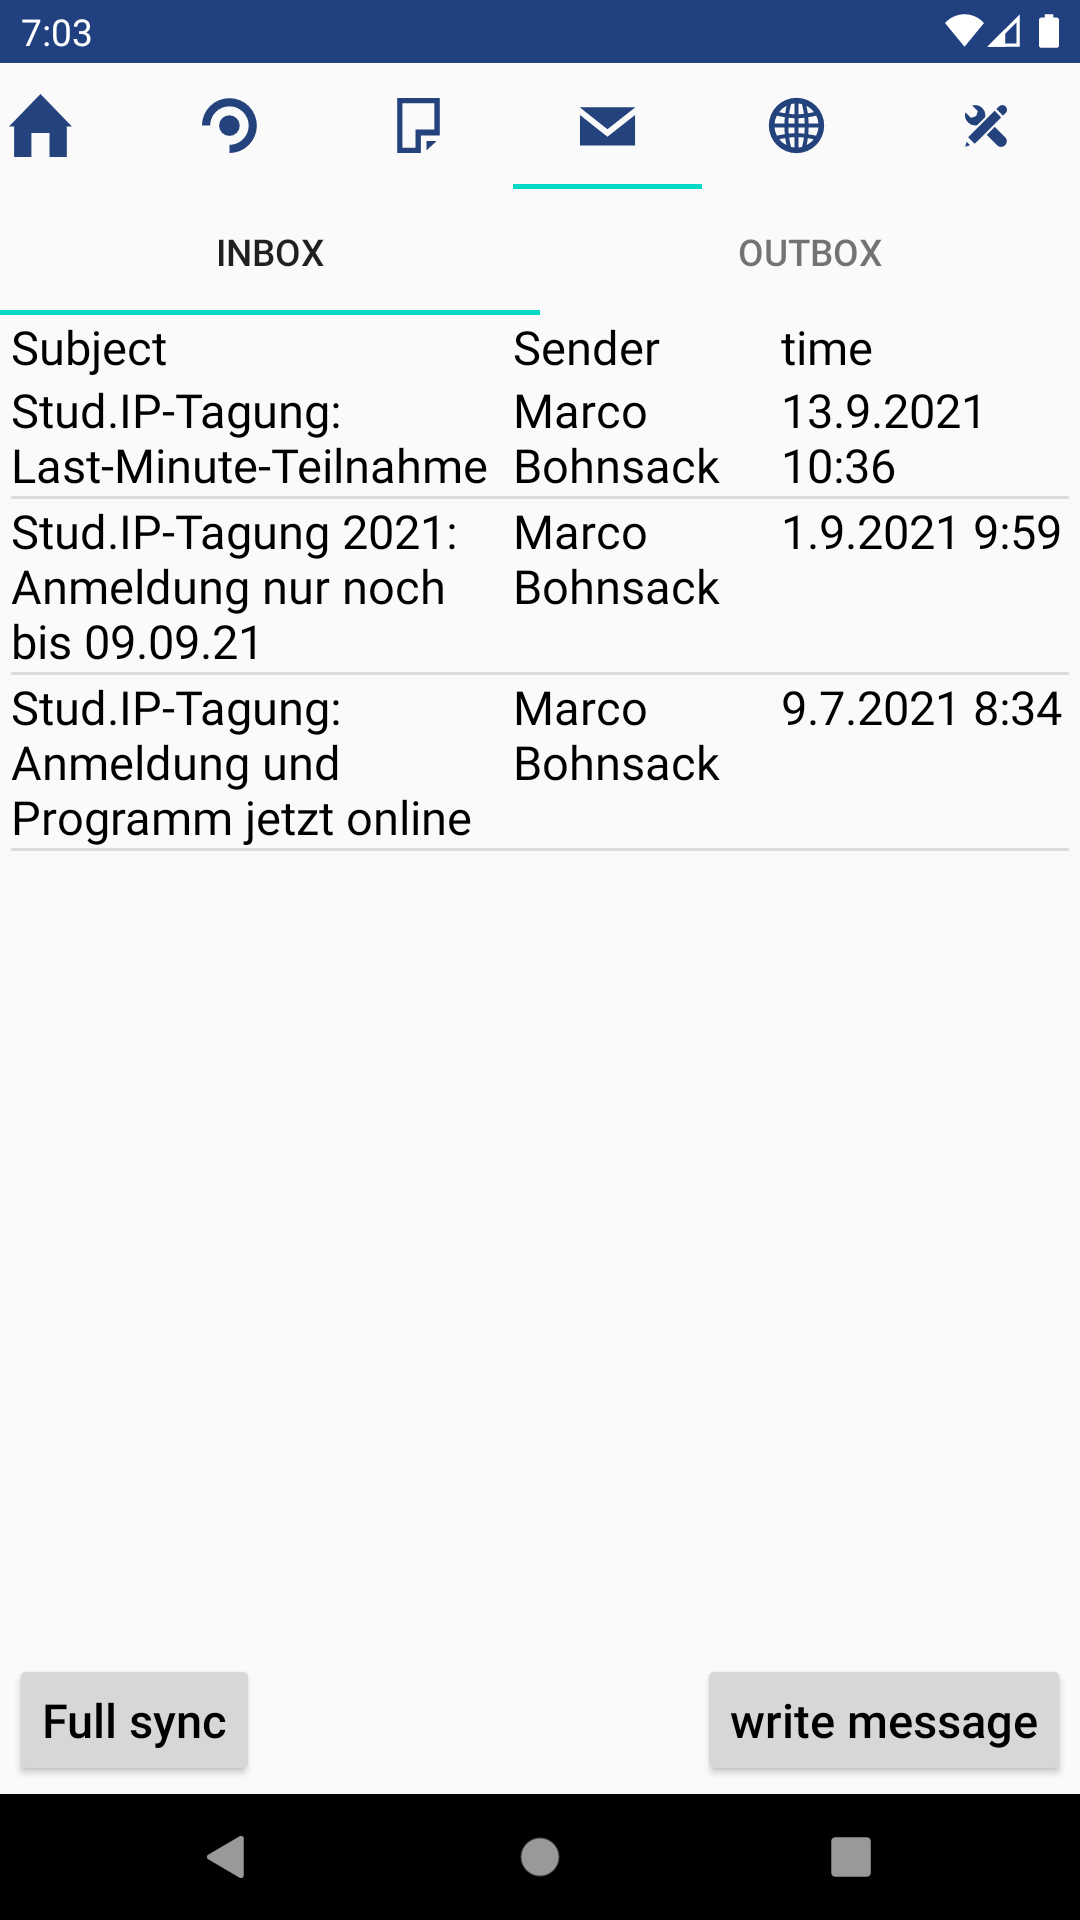 7:03
INBOX
OUTBOX
Subject
Sender
time
Stud.IP-Tagung:
Last-Minute-Teilnahme
Marco
Bohnsack
13.9.2021
10:36
Stud.IP-Tagung 2021:
Anmeldung nur noch
bis 09.09.21
Marco
Bohnsack
1.9.2021 9:59
Stud.IP-Tagung:
Anmeldung und
Programm jetzt online
Marco
Bohnsack
9.7.2021 8:34
Full sync
write message